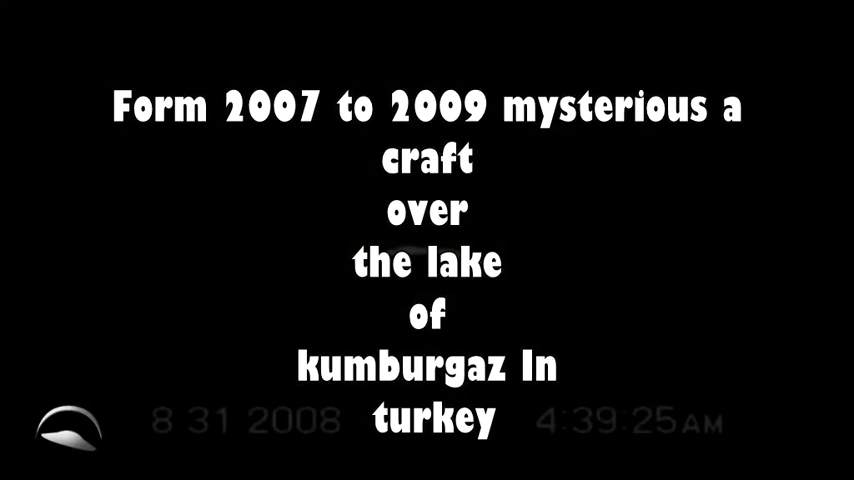 Form 2007 to 2009 mysterious a
craft
over
the lake
of
kumburgaz In
turkey
8 31 2008 4:39:25AM